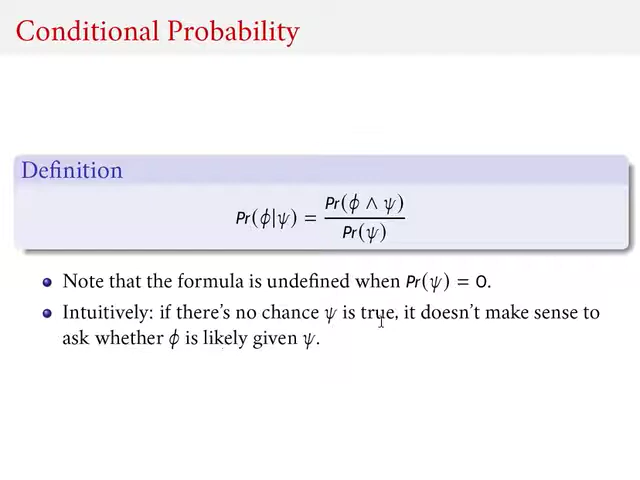 Conditional Probability
Definition
Pr(ϕ|ψ) = Pr(ϕ ∧ ψ) / Pr(ψ)
Note that the formula is undefined when Pr(ψ) = 0.
Intuitively: if there's no chance ψ is true, it doesn't make sense to
ask whether ϕ is likely given ψ.